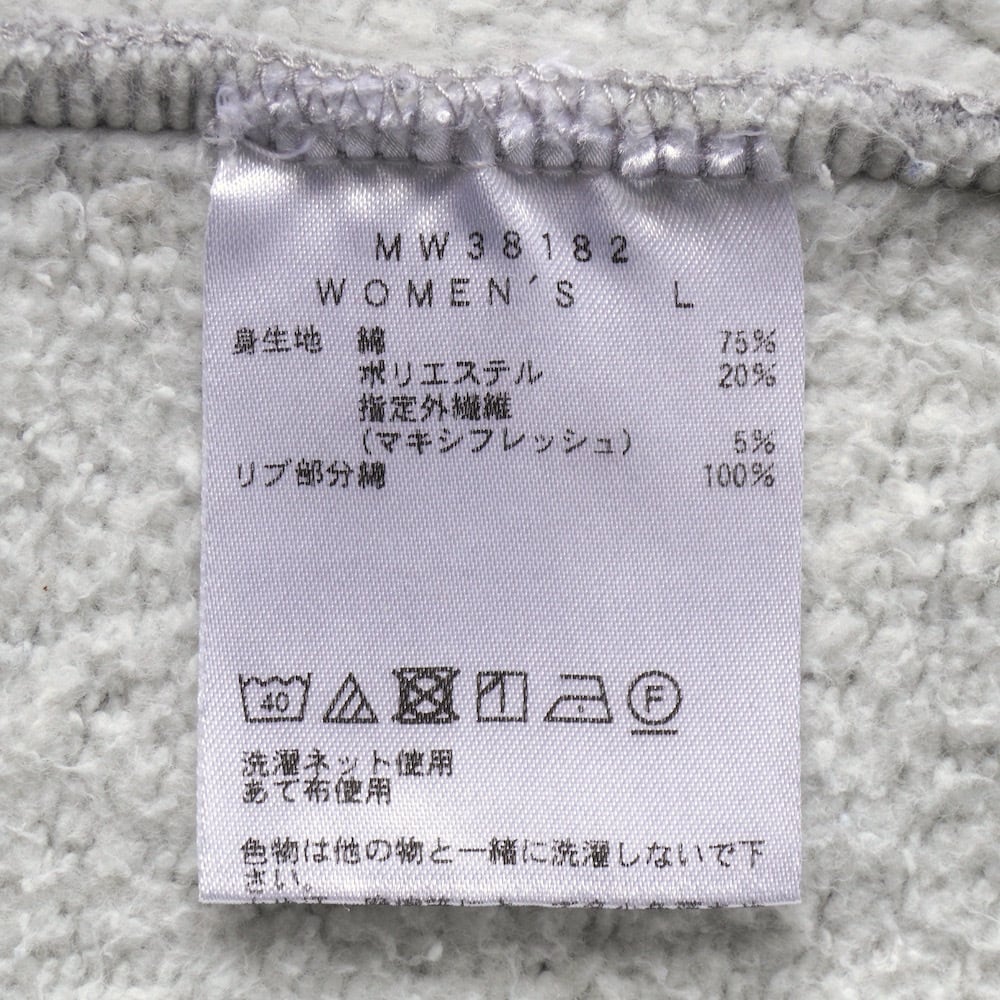 MW38182
WOMEN'S L
身生地 綿 75%
ポリエステル 20%
指定外繊維
(マキシフレッシュ) 5%
リブ部分綿 100%
40
F
洗濯ネット使用
あて布使用
色物は他の物と一緒に洗濯しないで下
さい。